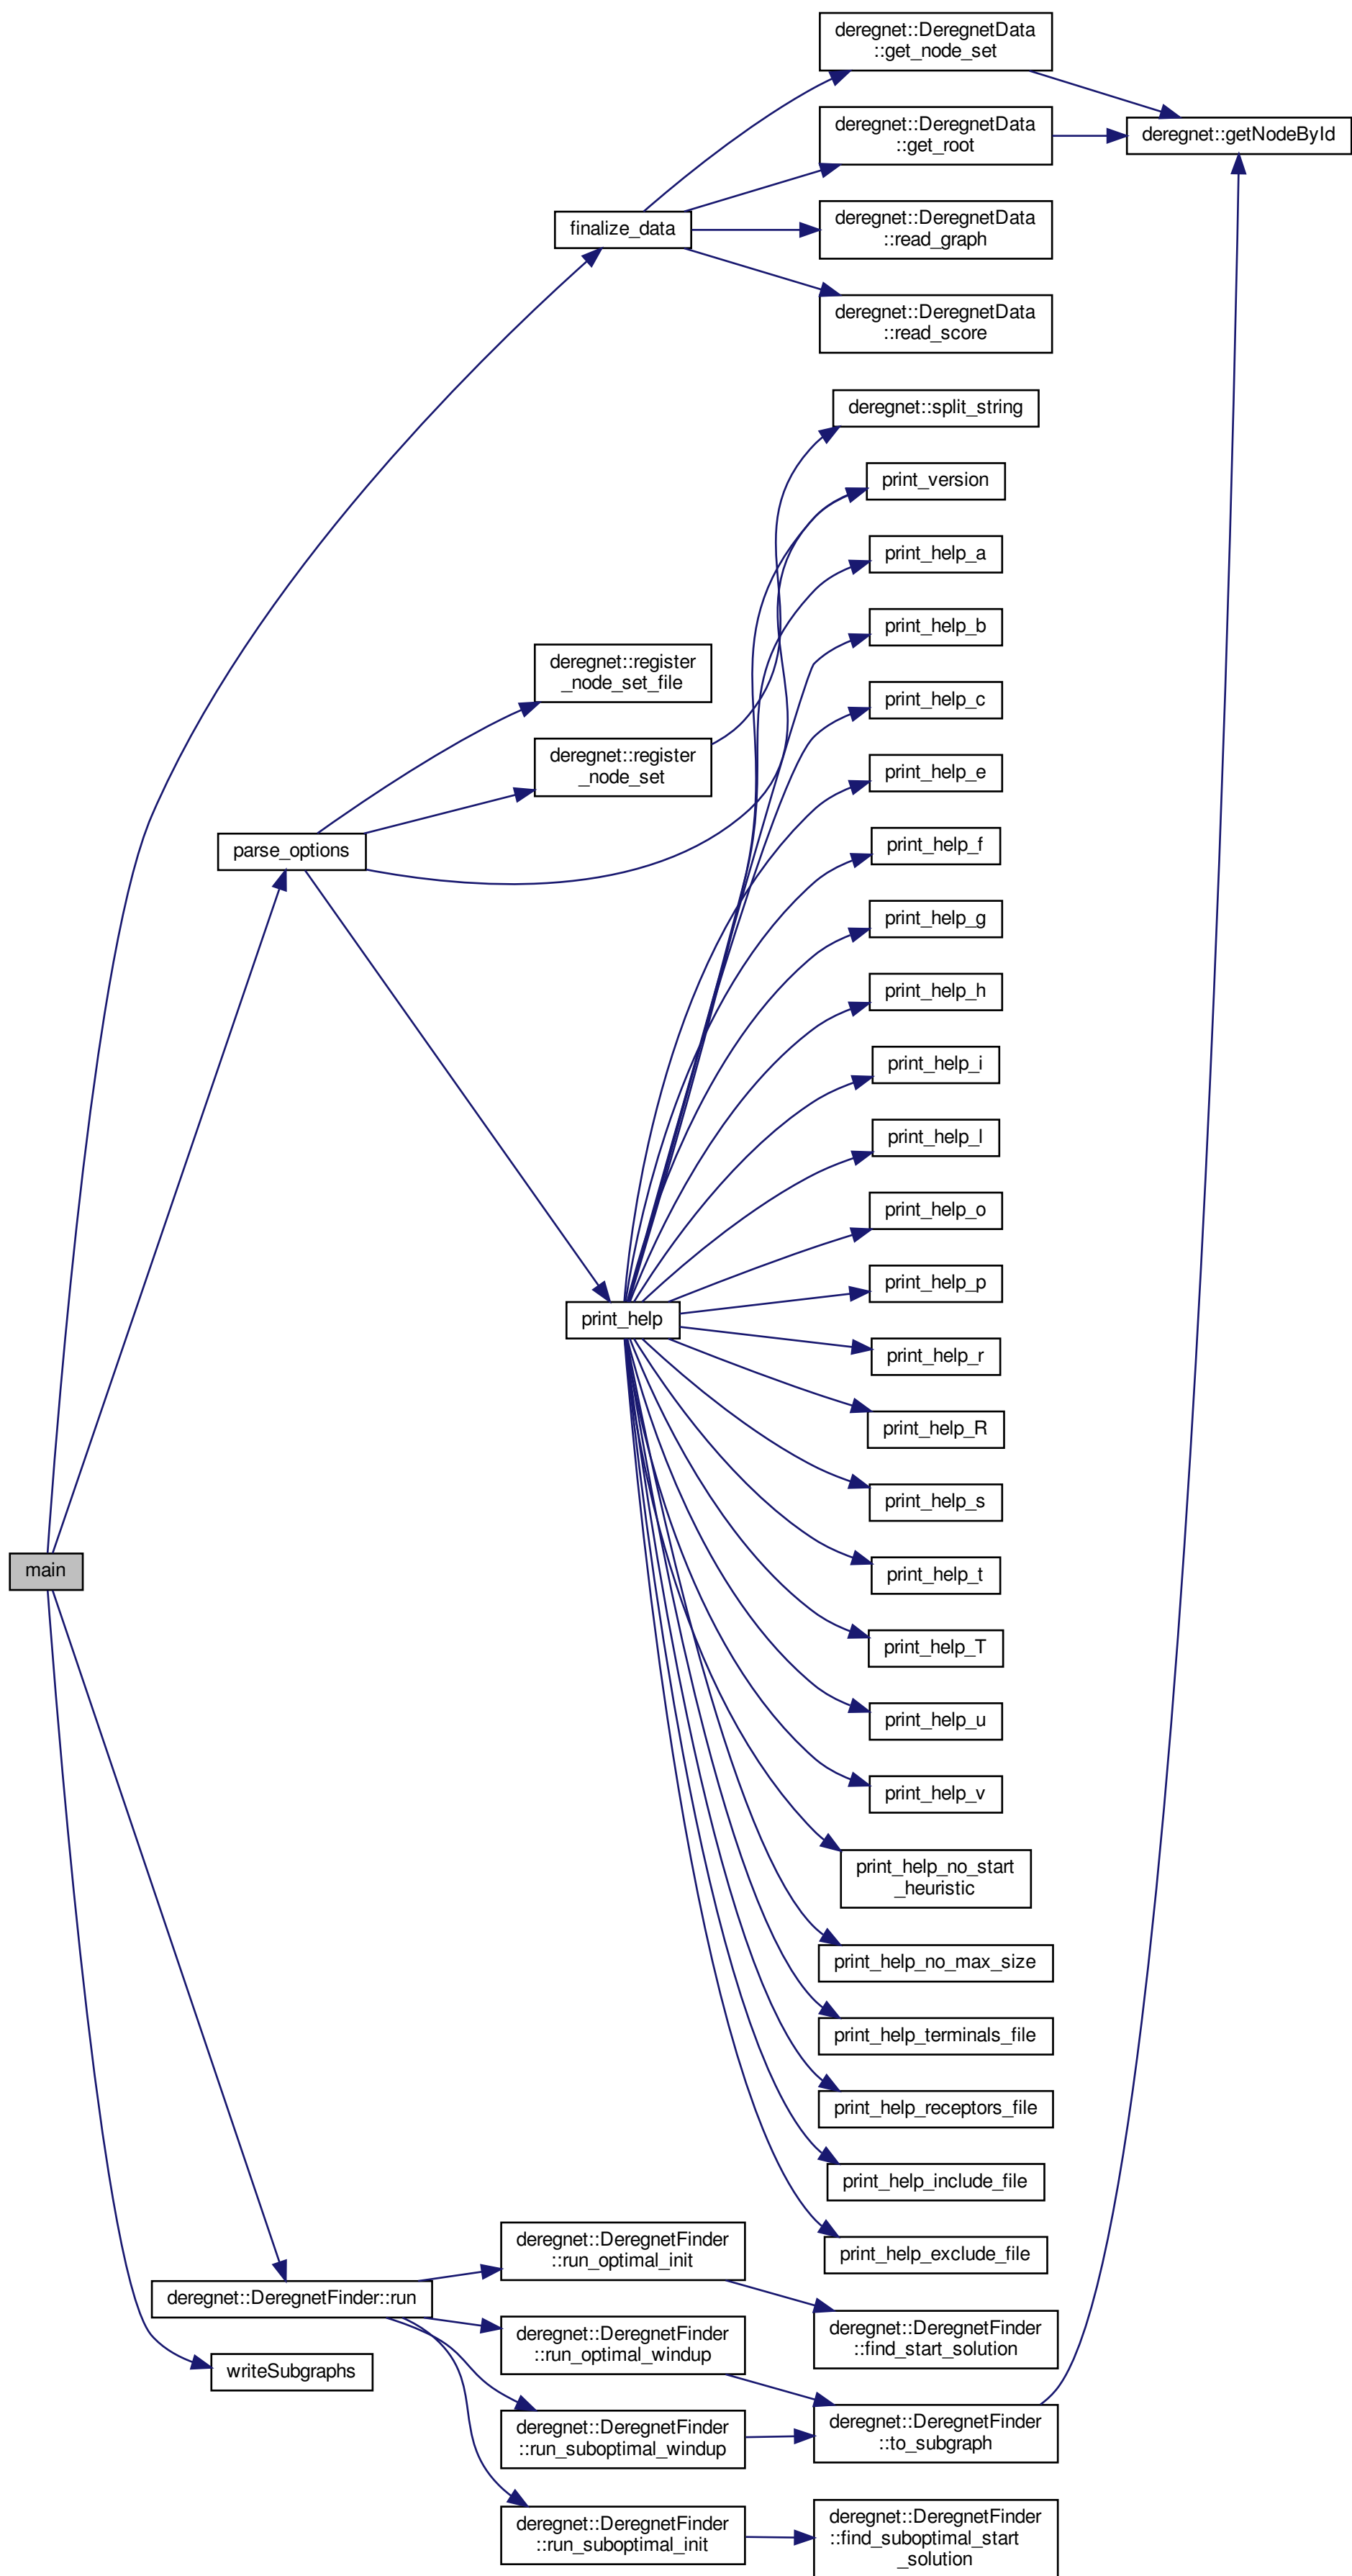 deregnet::DeregnetData
::get_node_set
deregnet::DeregnetData
::get_root
deregnet::getNodeById
finalize_data
deregnet::DeregnetData
::read_graph
deregnet::DeregnetData
::read_score
deregnet::split_string
print_version
print_help_a
print_help_b
deregnet::register
_node_set_file
print_help_c
deregnet::register
_node_set
print_help_e
parse_options
print_help_f
print_help_g
print_help_h
print_help_i
print_help_l
print_help_o
print_help_p
print_help
print_help_r
print_help_R
print_help_s
main
print_help_t
print_help_T
print_help_u
print_help_v
print_help_no_start
_heuristic
print_help_no_max_size
print_help_terminals_file
print_help_receptors_file
print_help_include_file
print_help_exclude_file
deregnet::DeregnetFinder
::run_optimal_init
deregnet::DeregnetFinder::run
deregnet::DeregnetFinder
::find_start_solution
deregnet::DeregnetFinder
::run_optimal_windup
writeSubgraphs
deregnet::DeregnetFinder
::to_subgraph
deregnet::DeregnetFinder
::run_suboptimal_windup
deregnet::DeregnetFinder
::run_suboptimal_init
deregnet::DeregnetFinder
::find_suboptimal_start
_solution